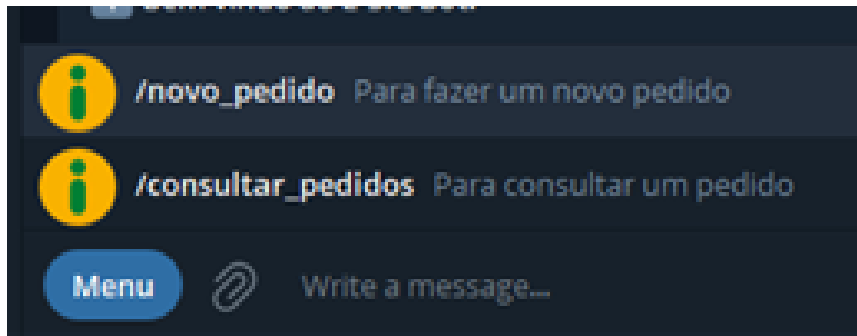 /novo_pedido Para fazer um novo pedido
/consultar_pedidos Para consultar um pedido
Menu Write a message...